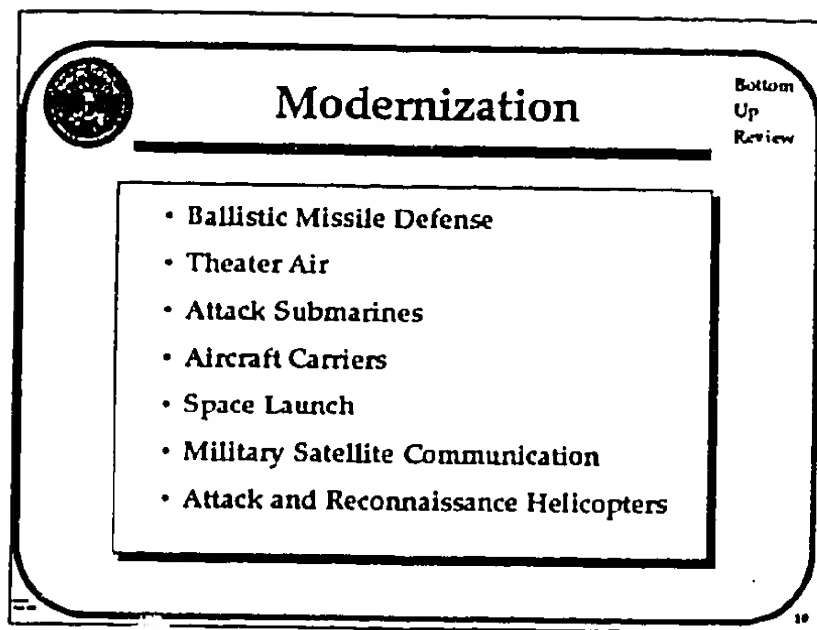 Modernization
Bottom
Up
Review
• Ballistic Missile Defense
• Theater Air
• Attack Submarines
• Aircraft Carriers
• Space Launch
• Military Satellite Communication
• Attack and Reconnaissance Helicopters